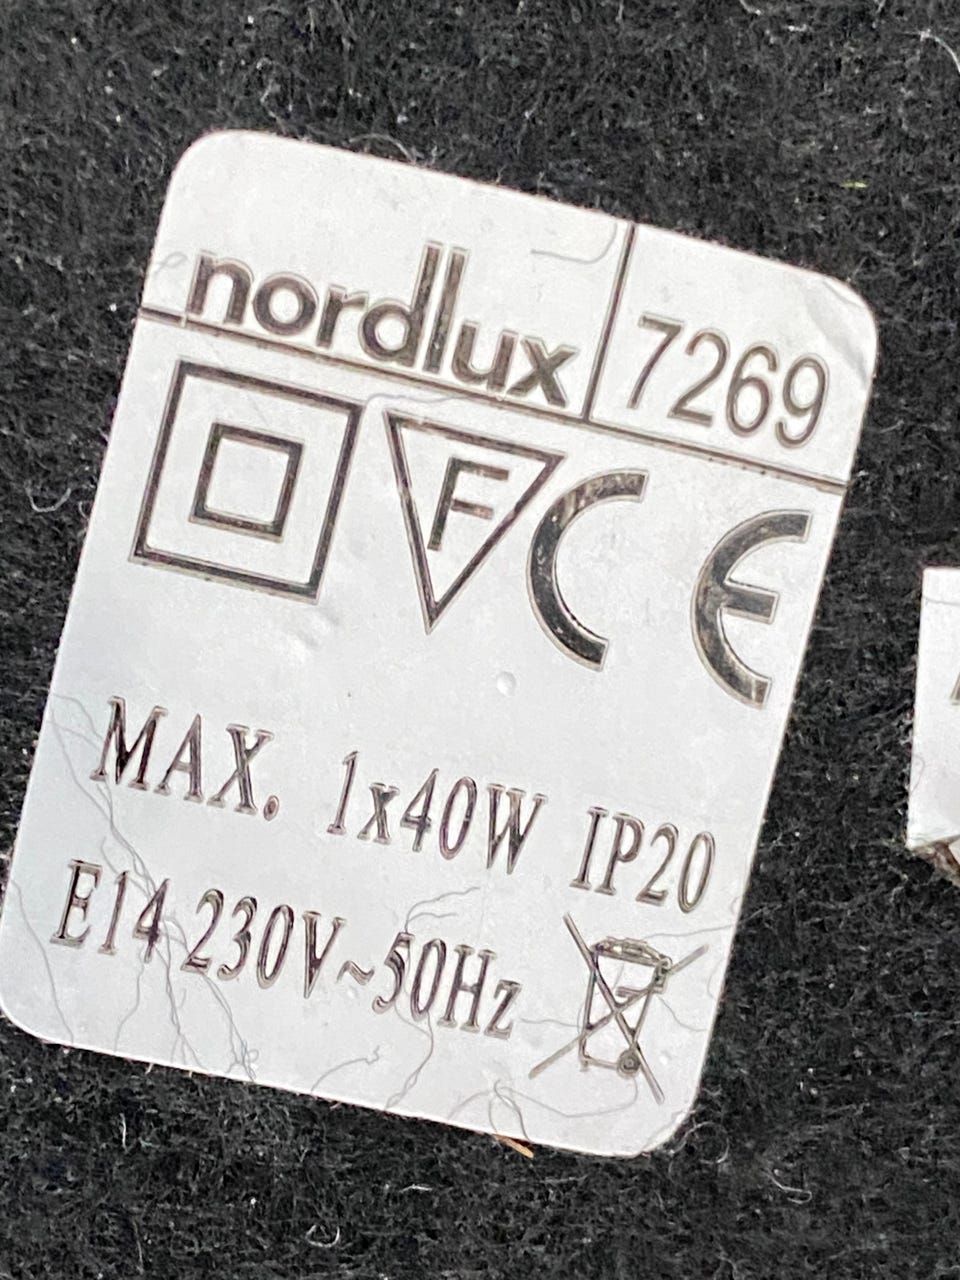 nordlux 7269
F CE
MAX. 1x40W IP20
E14 230V~50Hz